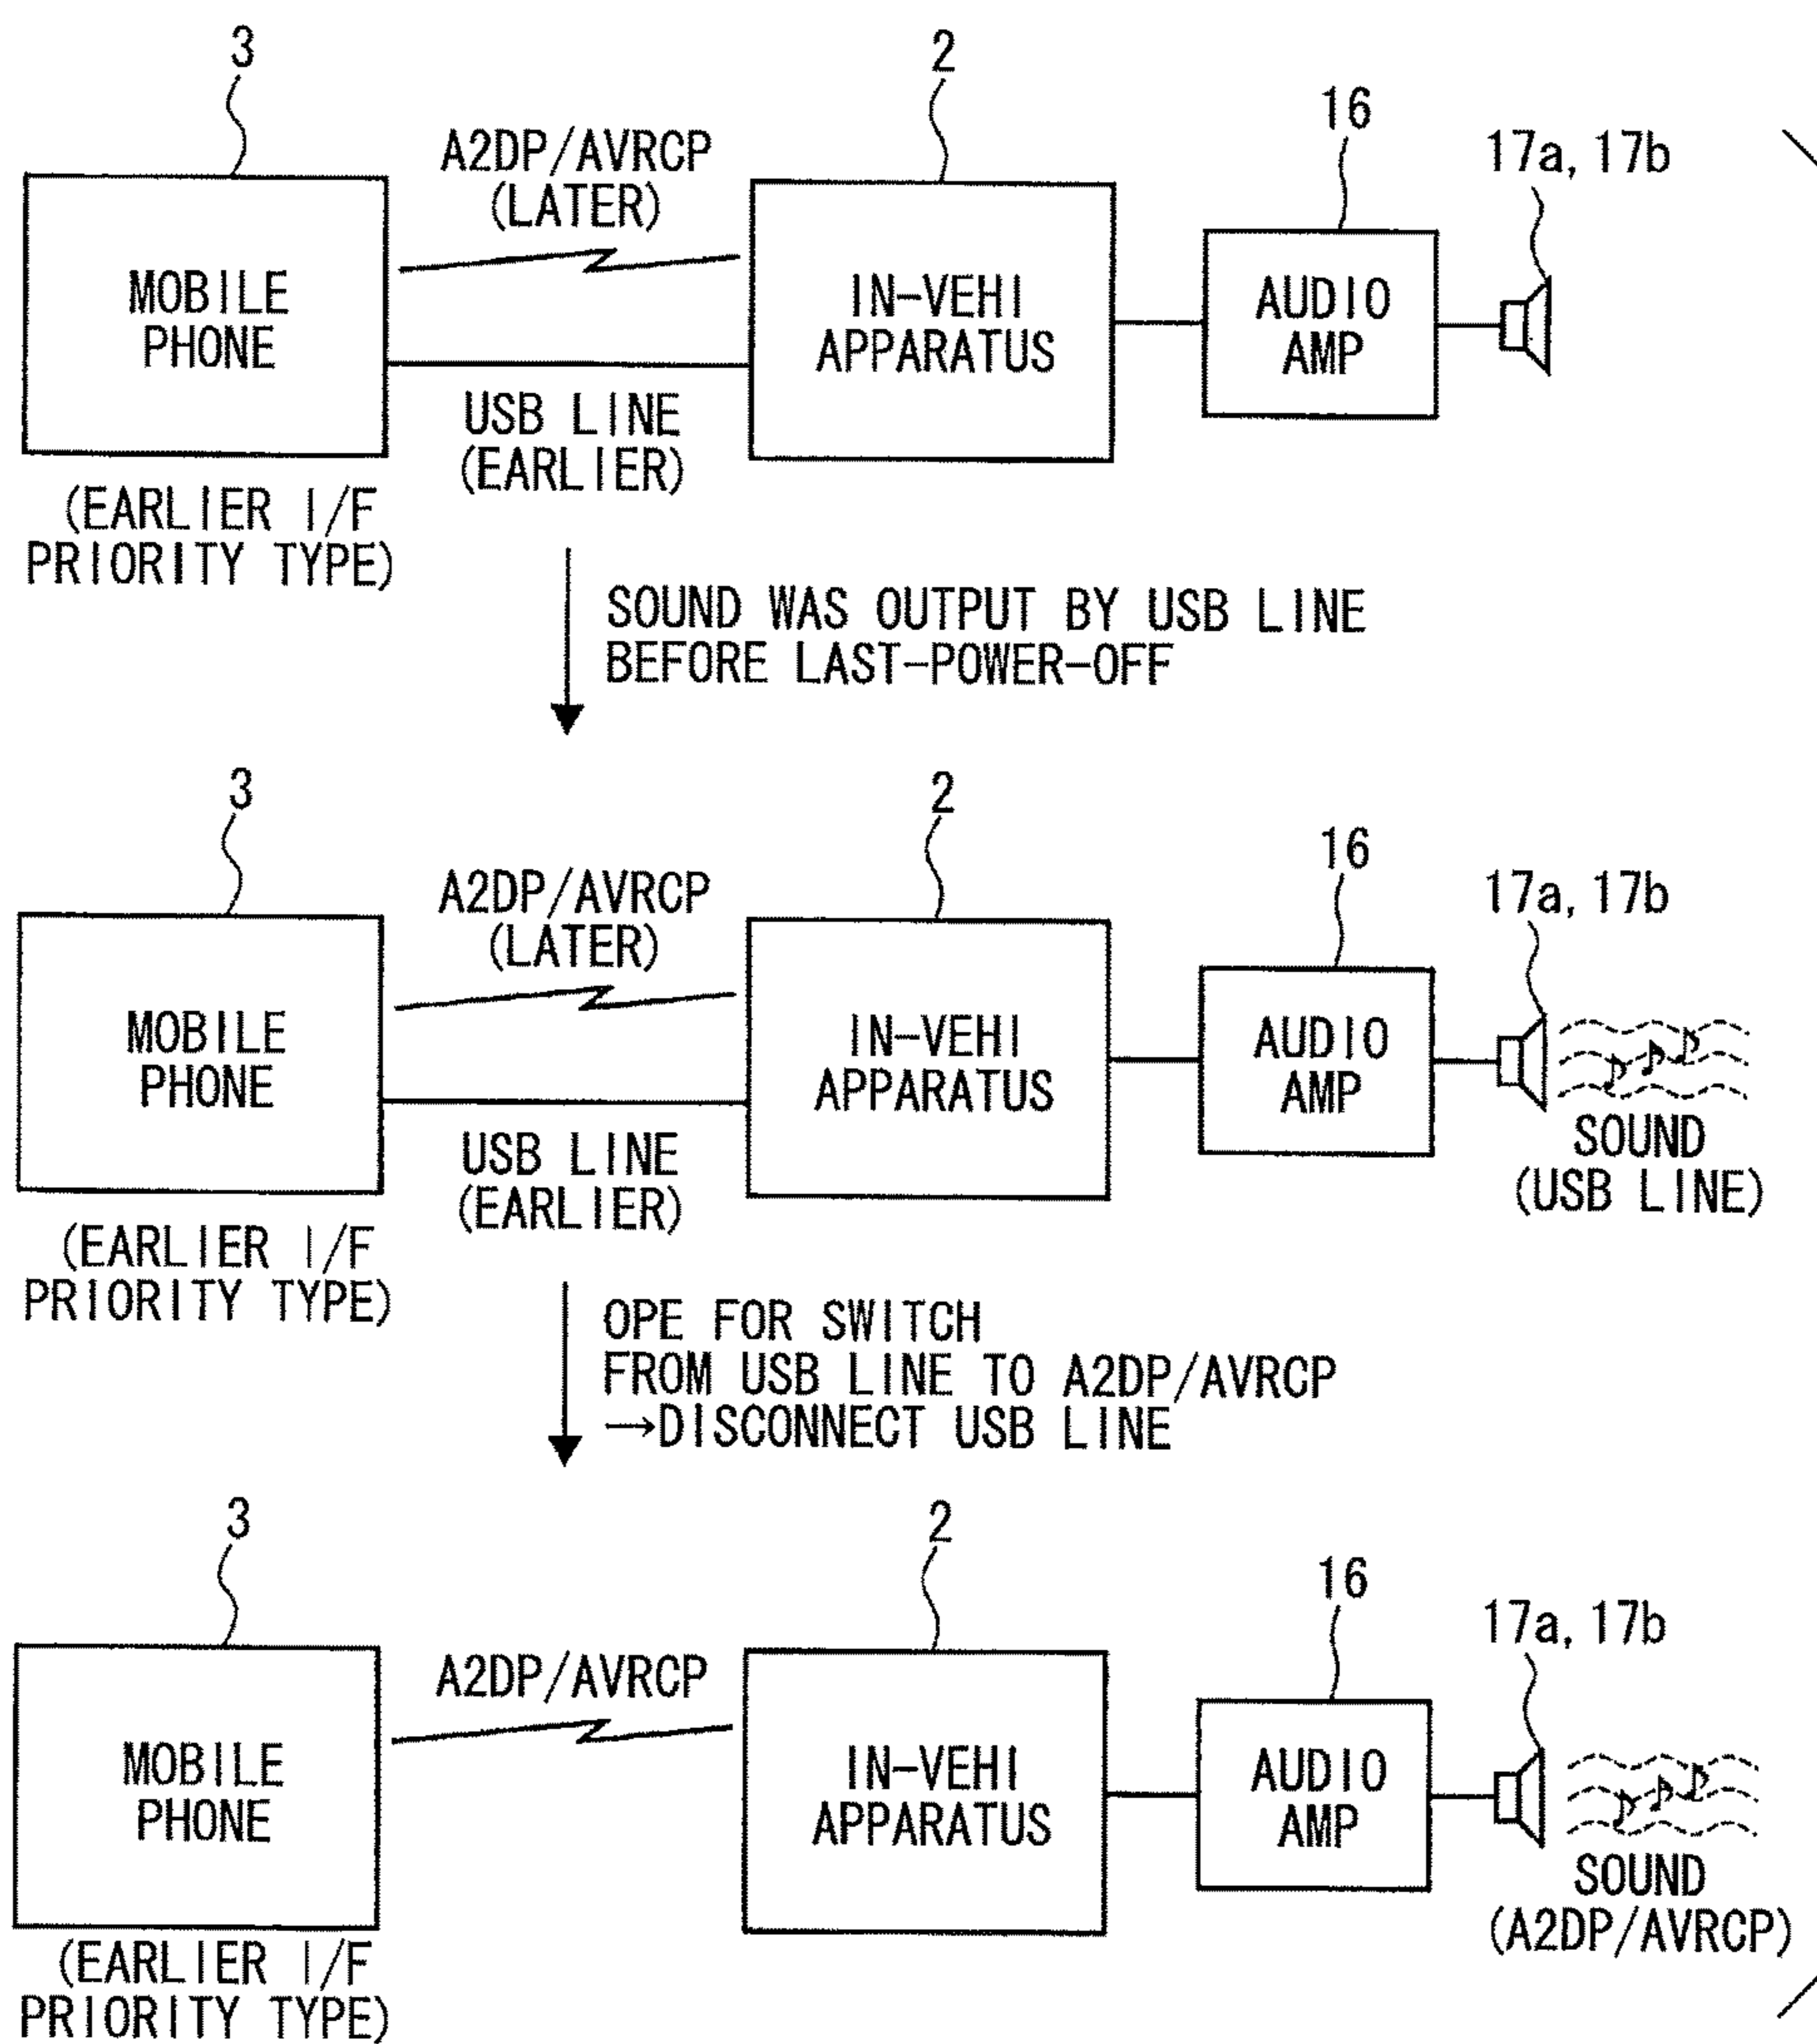 3
2
16
17a, 17b
A2DP/AVRCP
(LATER)
MOBILE
PHONE
IN-VEHI
APPARATUS
AUDIO
AMP
USB LINE
(EARLIER)
(EARLIER I/F
PRIORITY TYPE)
SOUND WAS OUTPUT BY USB LINE
BEFORE LAST-POWER-OFF
3
2
16
17a, 17b
A2DP/AVRCP
(LATER)
MOBILE
PHONE
IN-VEHI
APPARATUS
AUDIO
AMP
SOUND
(USB LINE)
USB LINE
(EARLIER)
(EARLIER I/F
PRIORITY TYPE)
OPE FOR SWITCH
FROM USB LINE TO A2DP/AVRCP
→DISCONNECT USB LINE
3
2
16
17a, 17b
A2DP/AVRCP
MOBILE
PHONE
IN-VEHI
APPARATUS
AUDIO
AMP
SOUND
(A2DP/AVRCP)
(EARLIER I/F
PRIORITY TYPE)